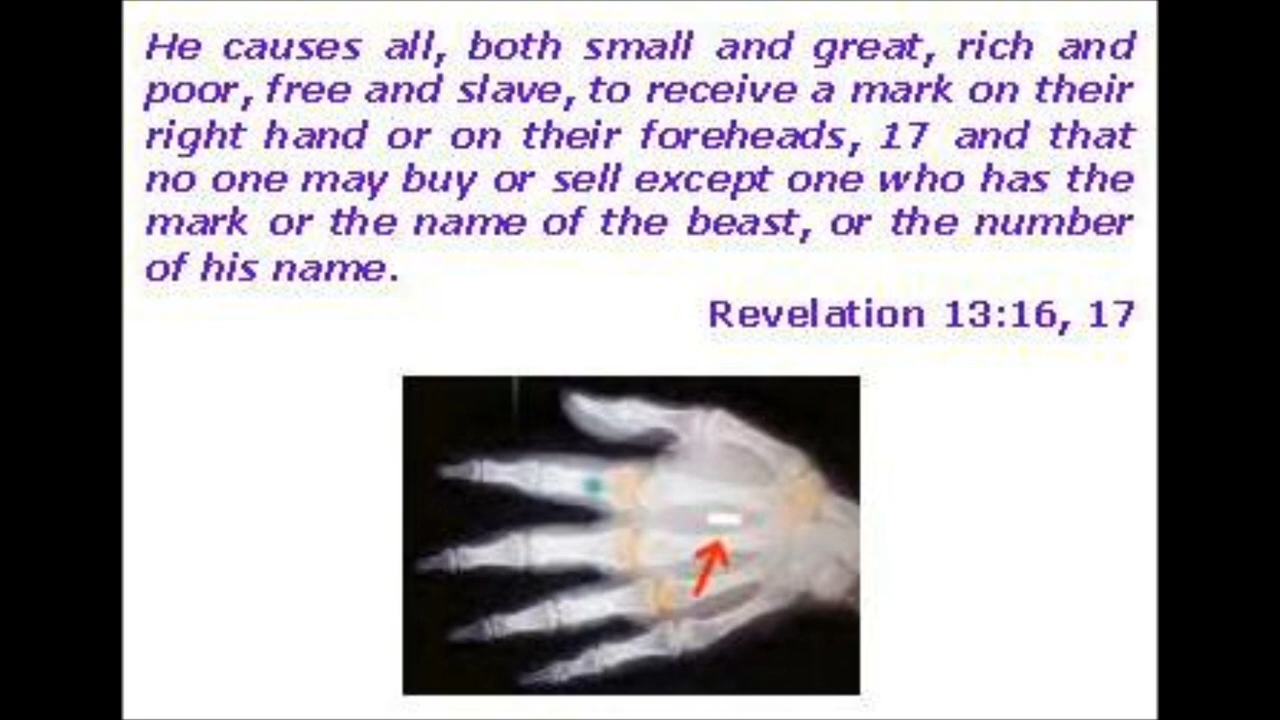 He causes all, both small and great, rich and
poor, free and slave, to receive a mark on their
right hand or on their foreheads, 17 and that
no one may buy or sell except one who has the
mark or the name of the beast, or the number
of his name.
Revelation 13:16, 17